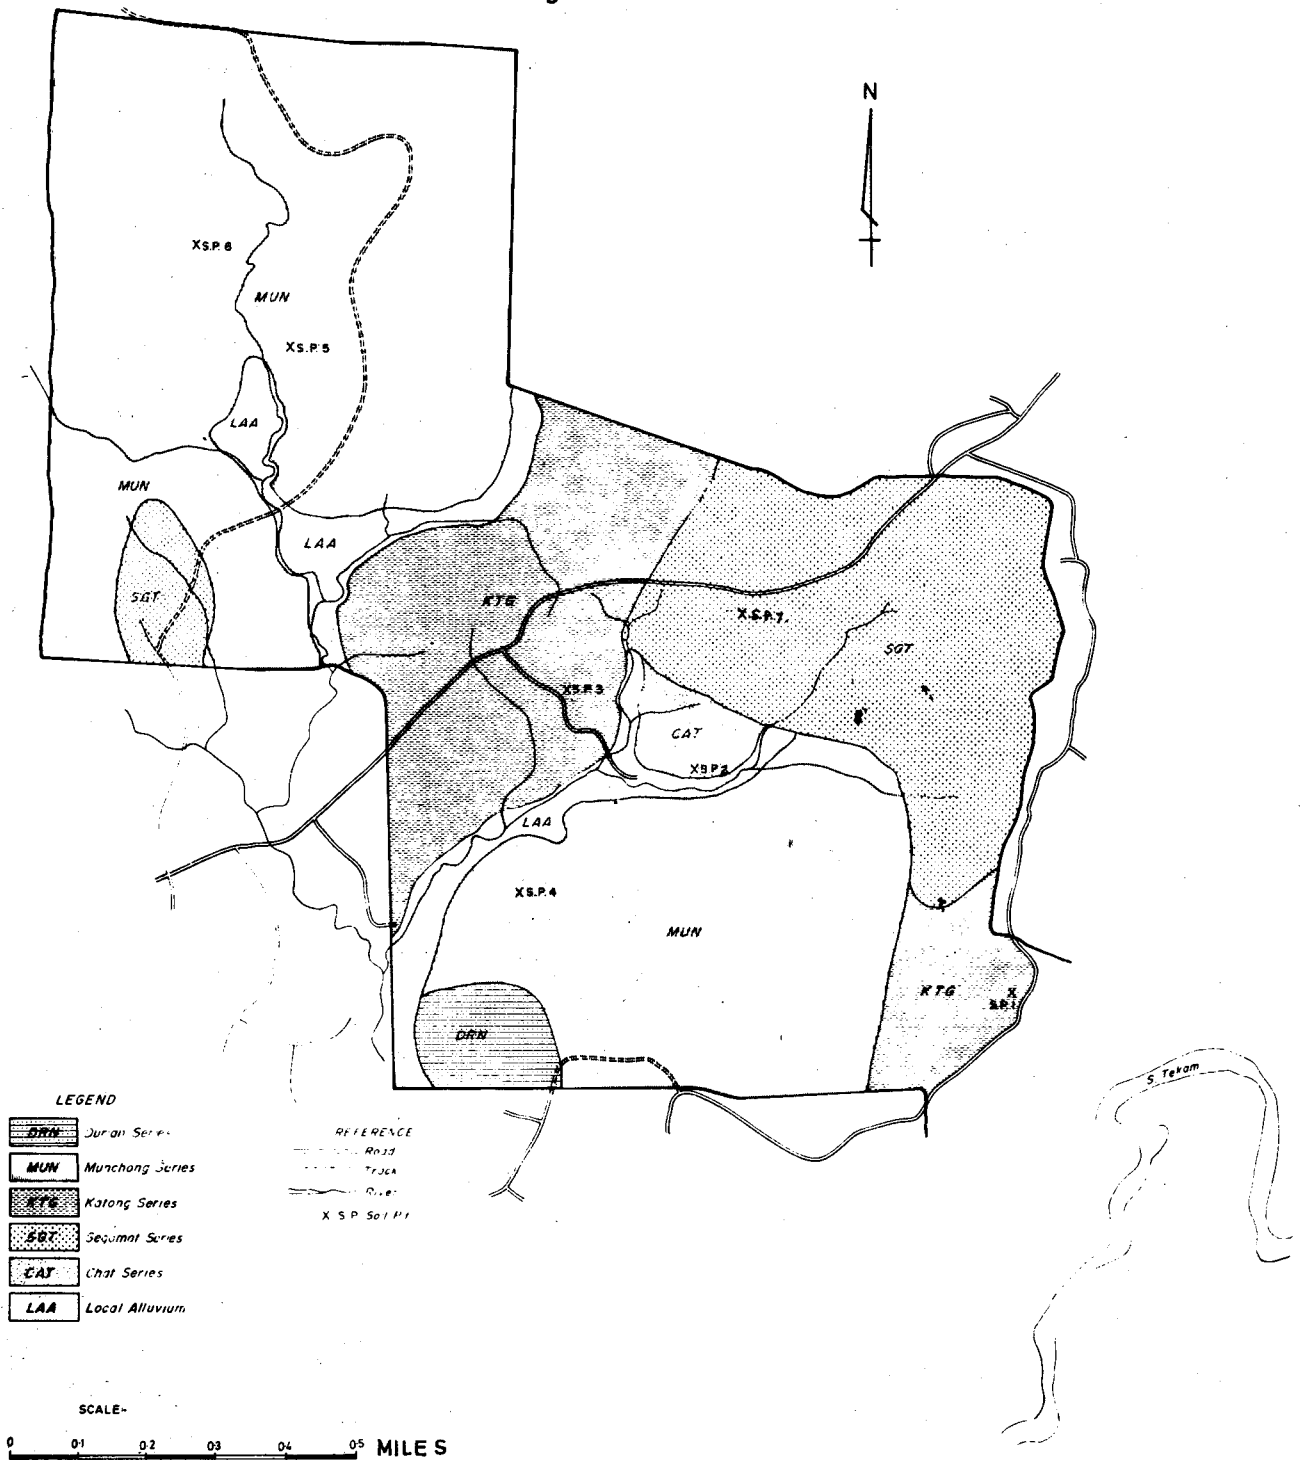 N
XS.P. 6
MUN
XS.P. 5
LAA
MUN
LAA
SGT
KTG
X S.P. 7.
SGT
XS.P. 3
CAT
XS.P. 2
LAA
XS.P. 4
MUN
KTG
X
S.P. 1
DRN
S. Tekam
LEGEND
DRN
MUN Munchong Series
KTG Katong Series
SGT Segamat Series
CAT Chat Series
LAA Local Alluvium
REFERENCE
Road
Track
River
X S.P.
SCALE-
0 0·1 0·2 0·3 0·4 0·5 MILES